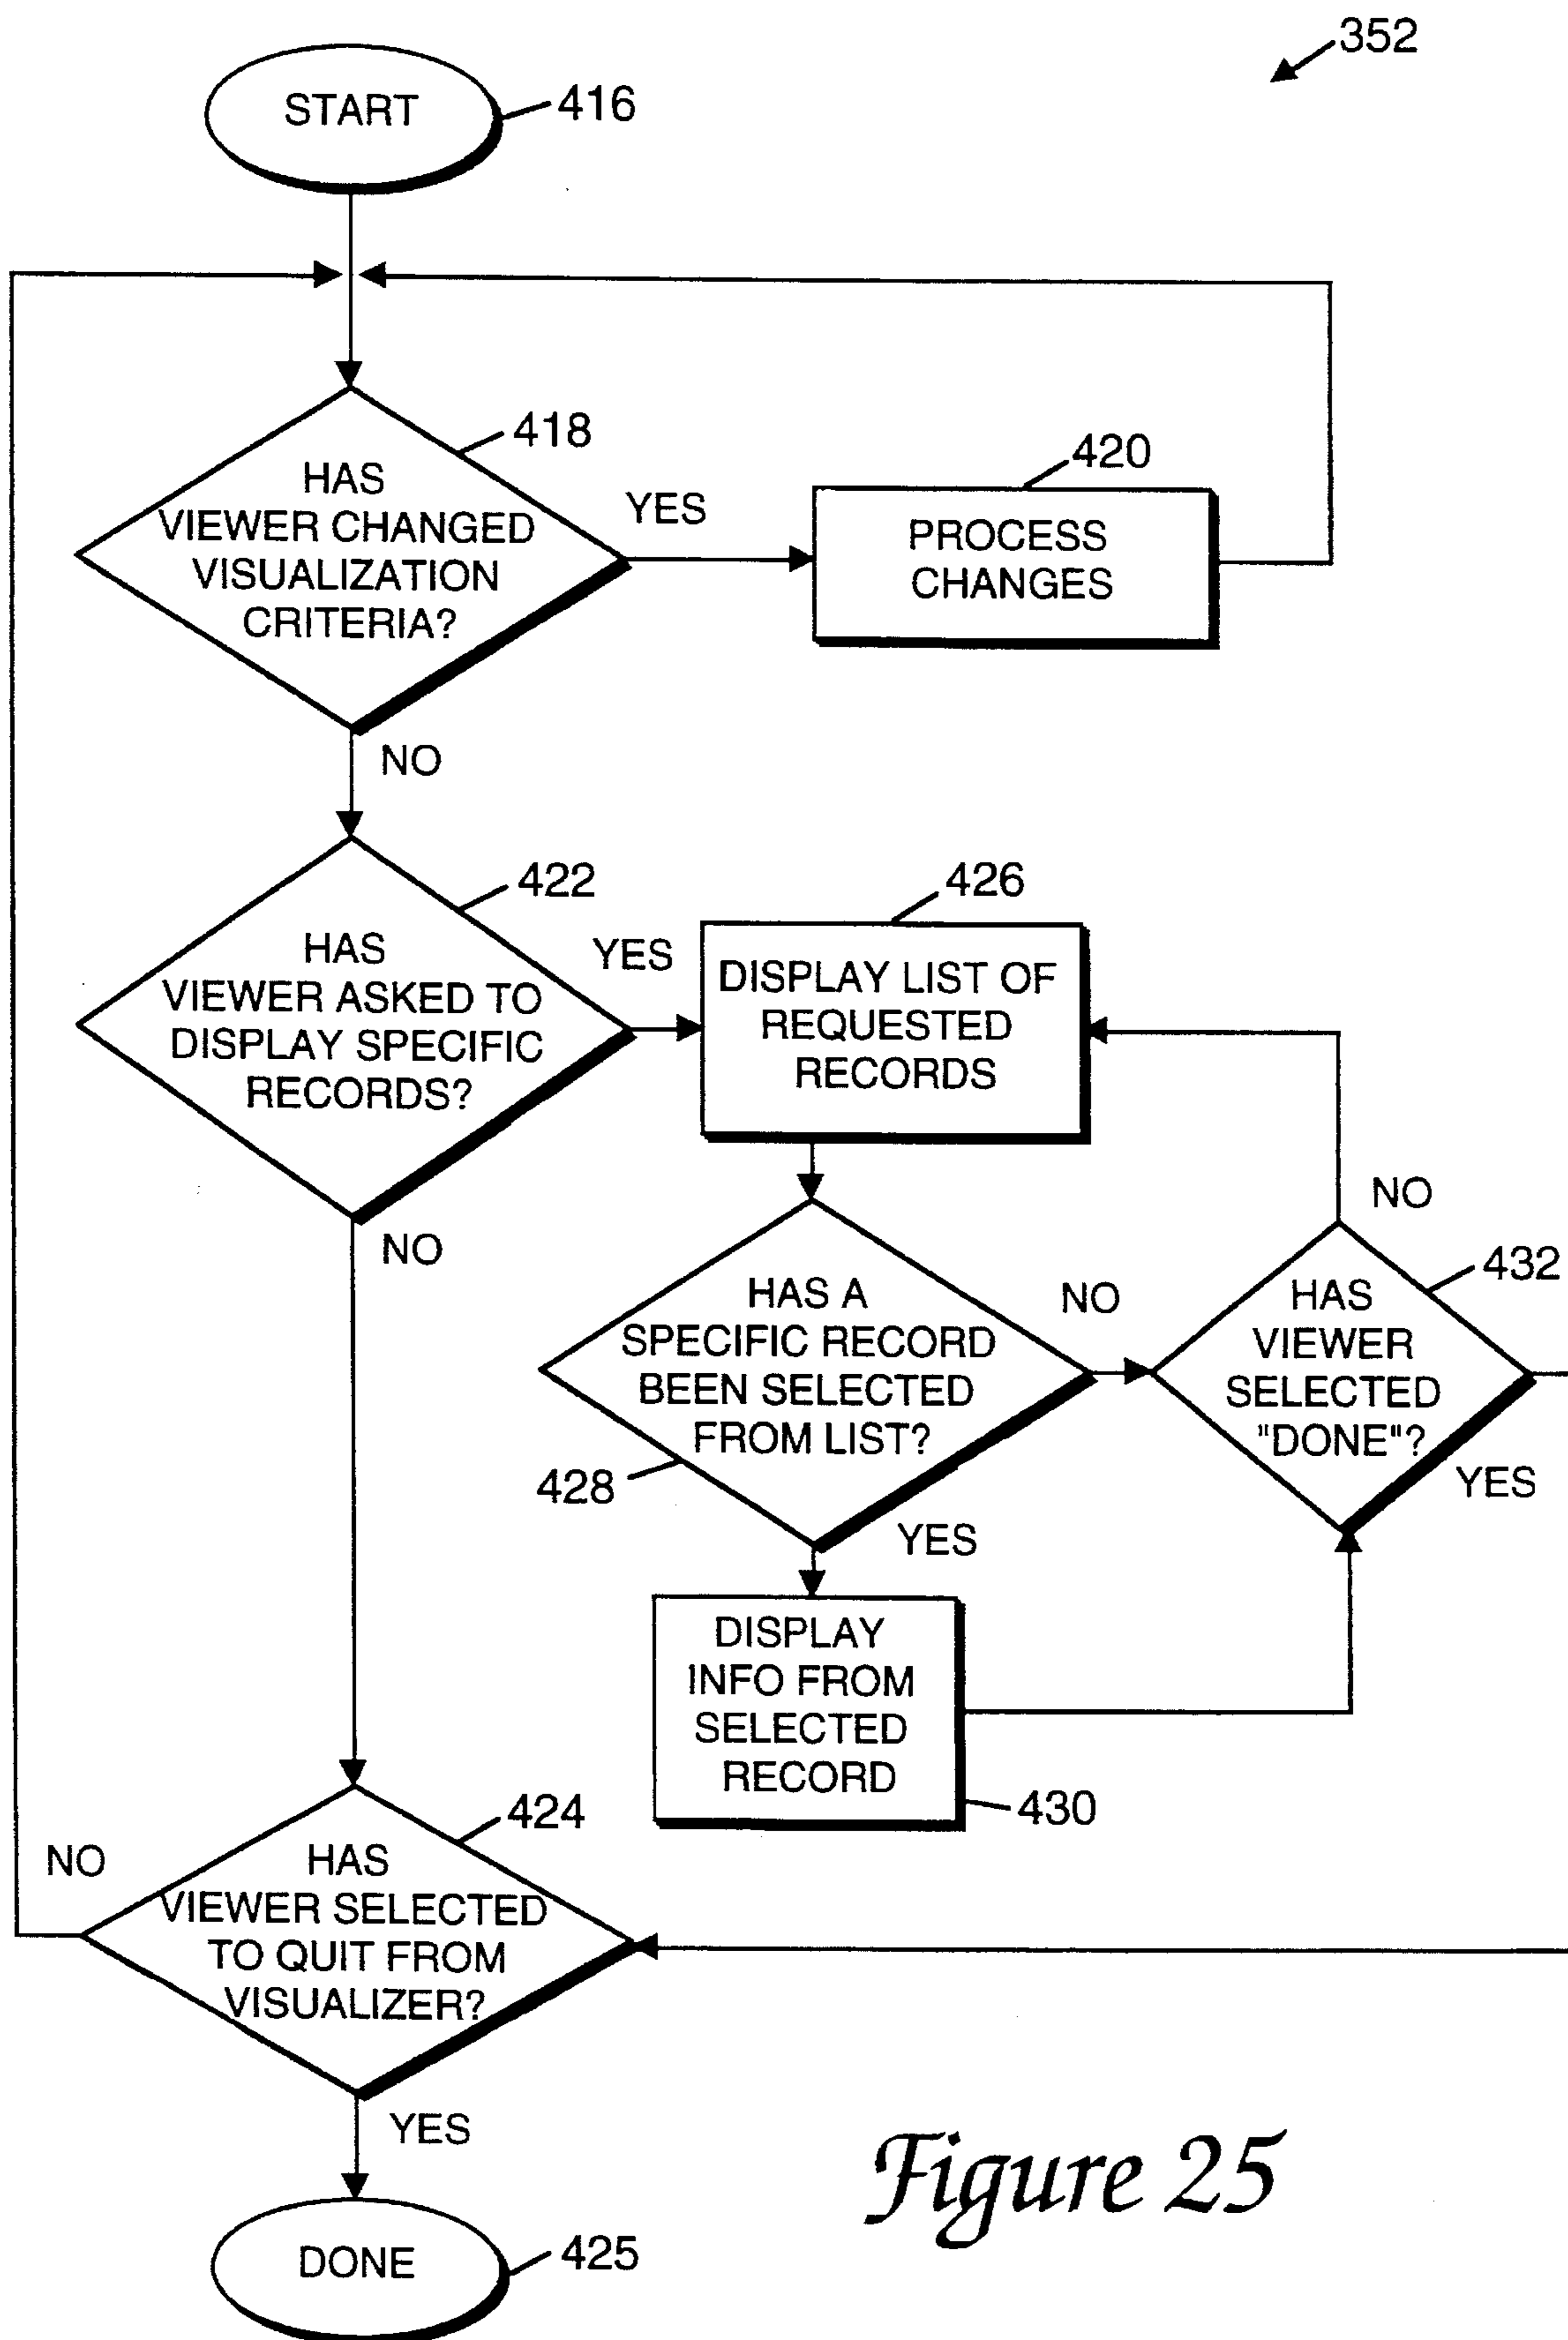 352
START
416
HAS
VIEWER CHANGED
VISUALIZATION
CRITERIA?
418
YES
420
PROCESS
CHANGES
NO
HAS
VIEWER ASKED TO
DISPLAY SPECIFIC
RECORDS?
422
YES
426
DISPLAY LIST OF
REQUESTED
RECORDS
NO
HAS A
SPECIFIC RECORD
BEEN SELECTED
FROM LIST?
428
NO
HAS
VIEWER
SELECTED
"DONE"?
432
NO
YES
YES
DISPLAY
INFO FROM
SELECTED
RECORD
430
HAS
VIEWER SELECTED
TO QUIT FROM
VISUALIZER?
424
NO
YES
DONE
425
Figure 25